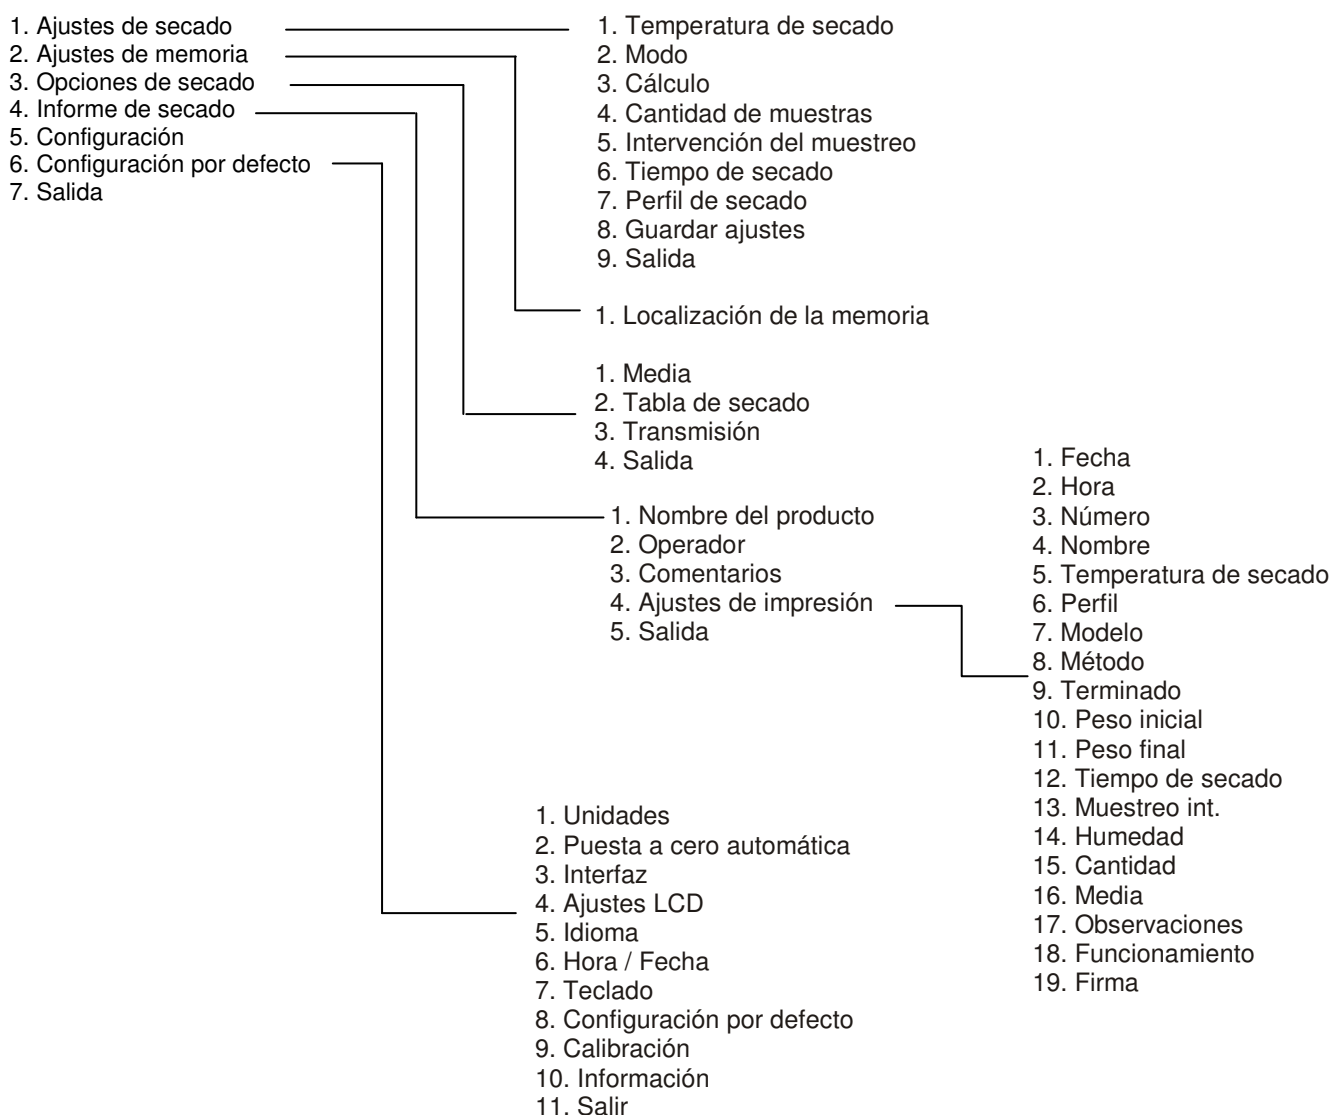 1. Ajustes de secado
2. Ajustes de memoria
3. Opciones de secado
4. Informe de secado
5. Configuración
6. Configuración por defecto
7. Salida
1. Temperatura de secado
2. Modo
3. Cálculo
4. Cantidad de muestras
5. Intervención del muestreo
6. Tiempo de secado
7. Perfil de secado
8. Guardar ajustes
9. Salida
1. Localización de la memoria
1. Media
2. Tabla de secado
3. Transmisión
4. Salida
1. Nombre del producto
2. Operador
3. Comentarios
4. Ajustes de impresión
5. Salida
1. Fecha
2. Hora
3. Número
4. Nombre
5. Temperatura de secado
6. Perfil
7. Modelo
8. Método
9. Terminado
10. Peso inicial
11. Peso final
12. Tiempo de secado
13. Muestreo int.
14. Humedad
15. Cantidad
16. Media
17. Observaciones
18. Funcionamiento
19. Firma
1. Unidades
2. Puesta a cero automática
3. Interfaz
4. Ajustes LCD
5. Idioma
6. Hora / Fecha
7. Teclado
8. Configuración por defecto
9. Calibración
10. Información
11. Salir